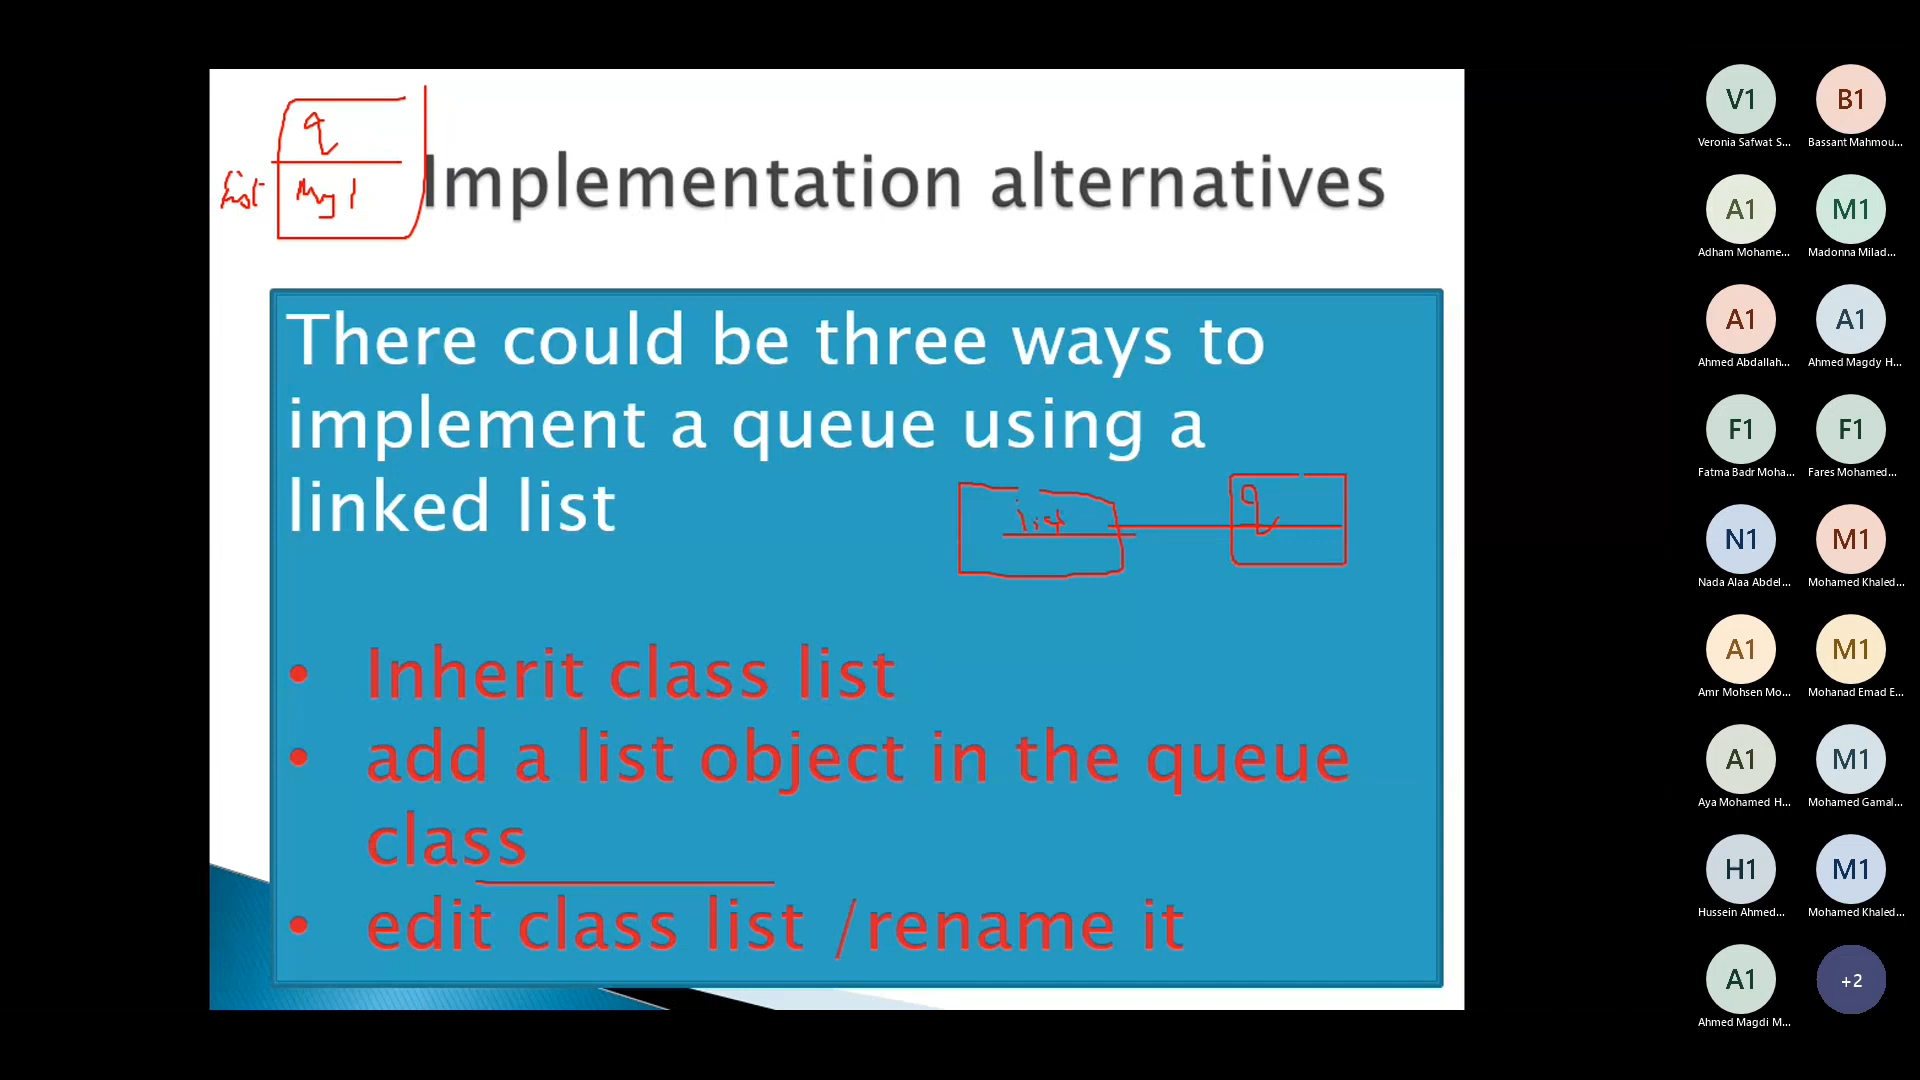 q
list
My l
Implementation alternatives
There could be three ways to
implement a queue using a
linked list
list
q
• Inherit class list
• add a list object in the queue
class
• edit class list /rename it
V1
B1
Veronia Safwat S...
Bassant Mahmou...
A1
M1
Adham Mohame...
Madonna Milad...
A1
A1
Ahmed Abdallah...
Ahmed Magdy H...
F1
F1
Fatma Badr Moha...
Fares Mohamed...
N1
M1
Nada Alaa Abdel...
Mohamed Khaled...
A1
M1
Amr Mohsen Mo...
Mohanad Emad E...
A1
M1
Aya Mohamed H...
Mohamed Gamal...
H1
M1
Hussein Ahmed...
Mohamed Khaled...
A1
+2
Ahmed Magdi M...